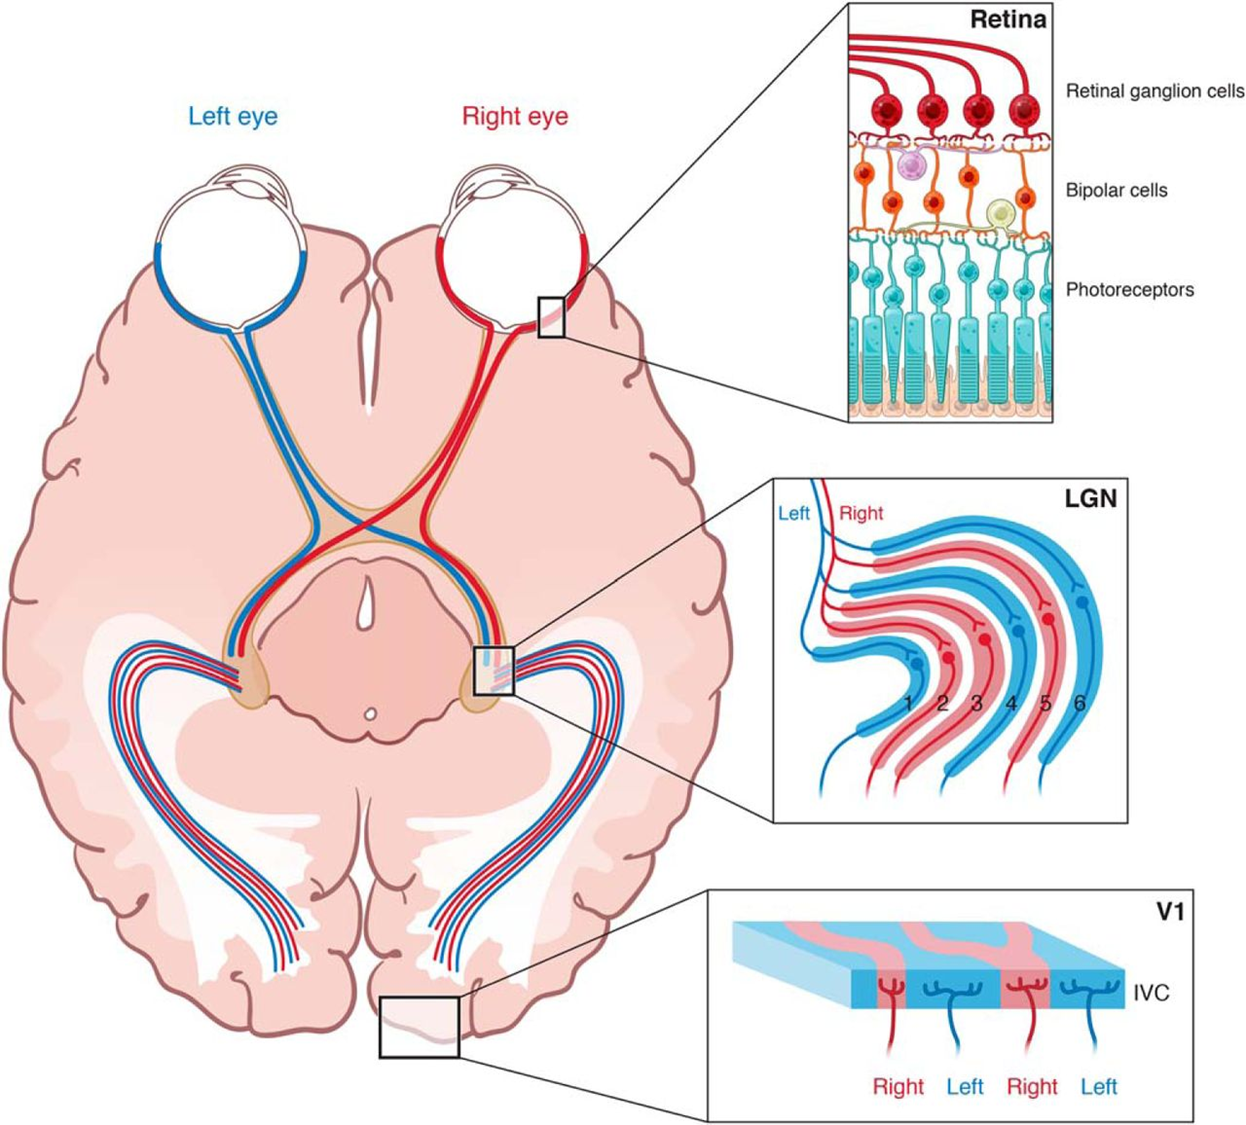 Left eye
Right eye
Retina
Retinal ganglion cells
Bipolar cells
Photoreceptors
LGN
Left
Right
1 2 3 4 5 6
V1
IVC
Right Left Right Left